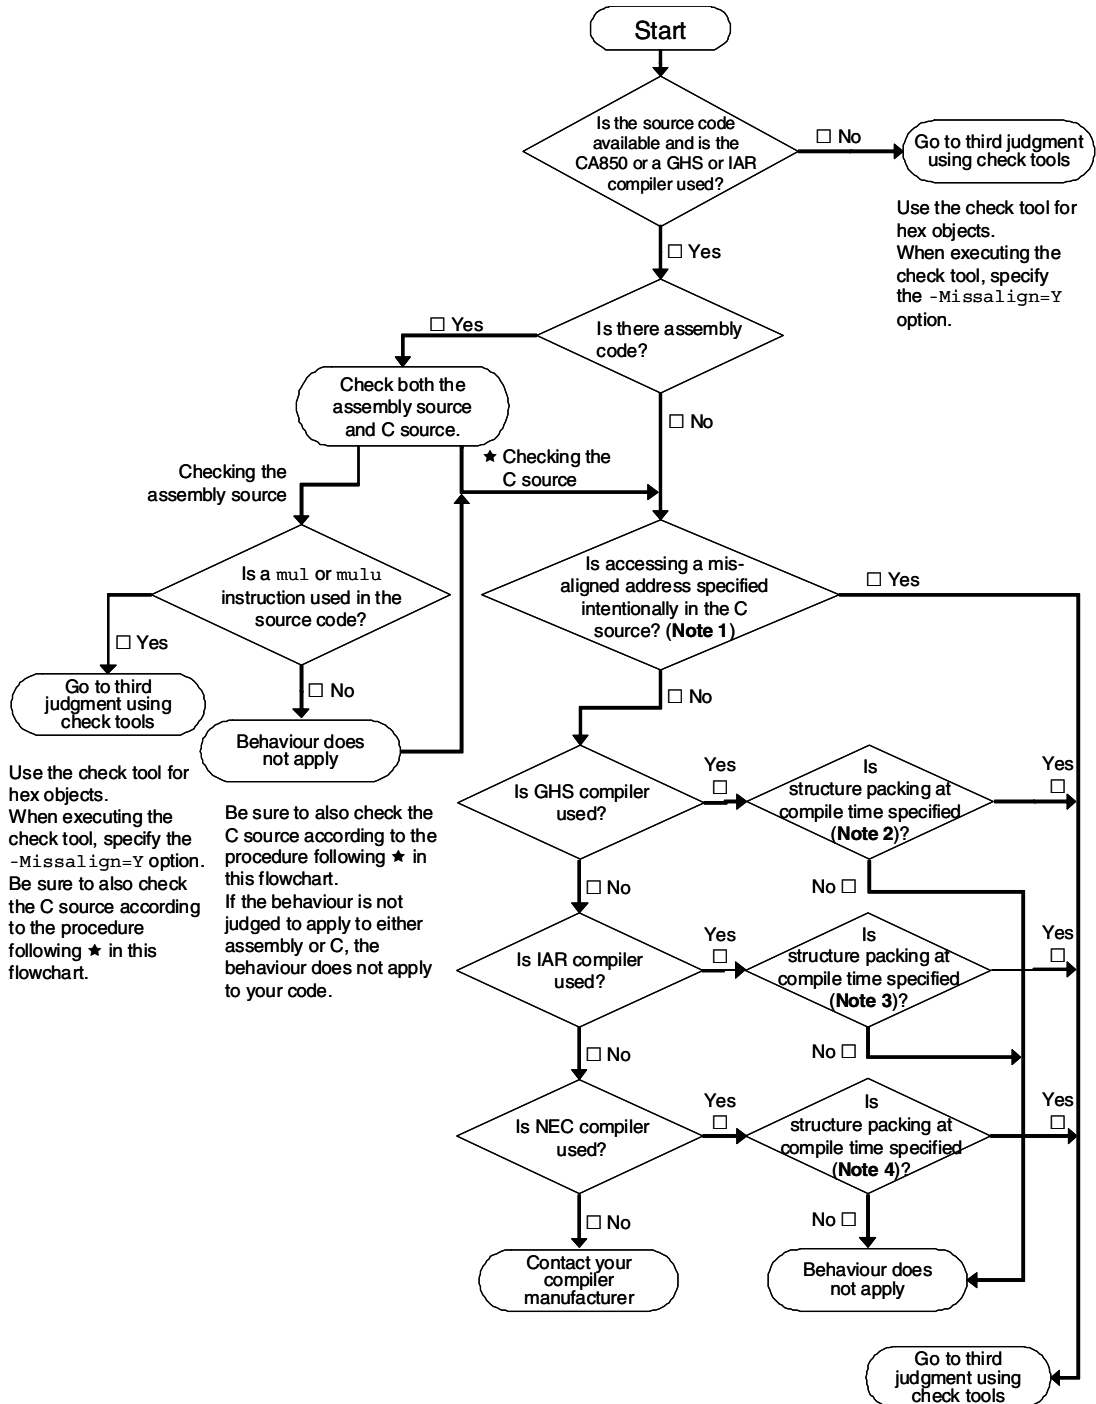 Start
Is the source code
available and is the
CA850 or a GHS or IAR
compiler used?
□ No
Go to third judgment
using check tools
Use the check tool for
hex objects.
When executing the
check tool, specify
the -Missalign=Y
option.
□ Yes
Is there assembly
code?
□ Yes
Check both the
assembly source
and C source.
□ No
Checking the
assembly source
★ Checking the
C source
Is a mul or mulu
instruction used in the
source code?
□ Yes
Go to third
judgment using
check tools
Use the check tool for
hex objects.
When executing the
check tool, specify the
-Missalign=Y option.
Be sure to also check
the C source according
to the procedure
following ★ in this
flowchart.
□ No
Behaviour does
not apply
Be sure to also check the
C source according to the
procedure following ★ in
this flowchart.
If the behaviour is not
judged to apply to either
assembly or C, the
behaviour does not apply
to your code.
Is accessing a mis-
aligned address specified
intentionally in the C
source? (Note 1)
□ Yes
□ No
Is GHS compiler
used?
Yes
□
Is
structure packing at
compile time specified
(Note 2)?
Yes
□
No □
□ No
Is IAR compiler
used?
Yes
□
Is
structure packing at
compile time specified
(Note 3)?
Yes
□
No □
□ No
Is NEC compiler
used?
Yes
□
Is
structure packing at
compile time specified
(Note 4)?
Yes
□
No □
□ No
Contact your
compiler
manufacturer
Behaviour does
not apply
Go to third
judgment using
check tools